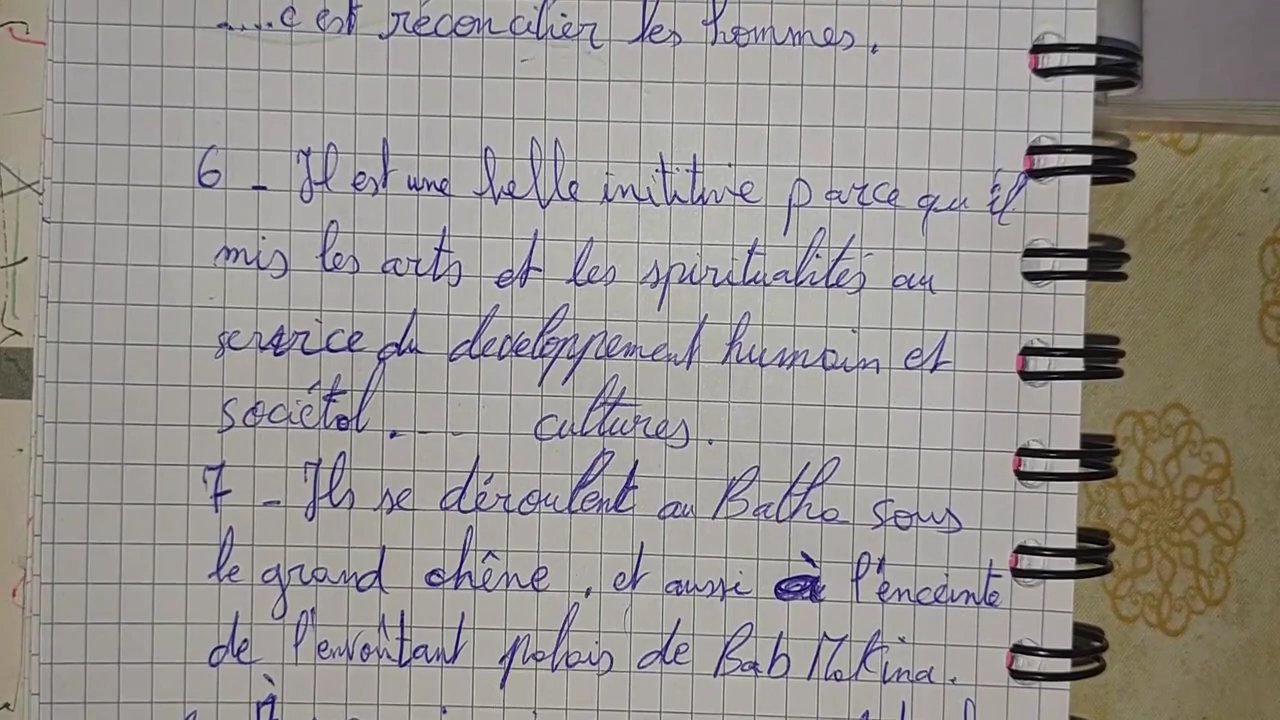 ....c'est réconcilier les hommes.
6 - Il est une belle inititive parce qu'il
mis les arts et les spiritualités au
service du developpement humain et
sociétal.... cultures.
7 - Ils se déroulent au Batha sous
le grand chêne, et aussi à l'enceinte
de l'envoûtant palais de Bab Makina.
À